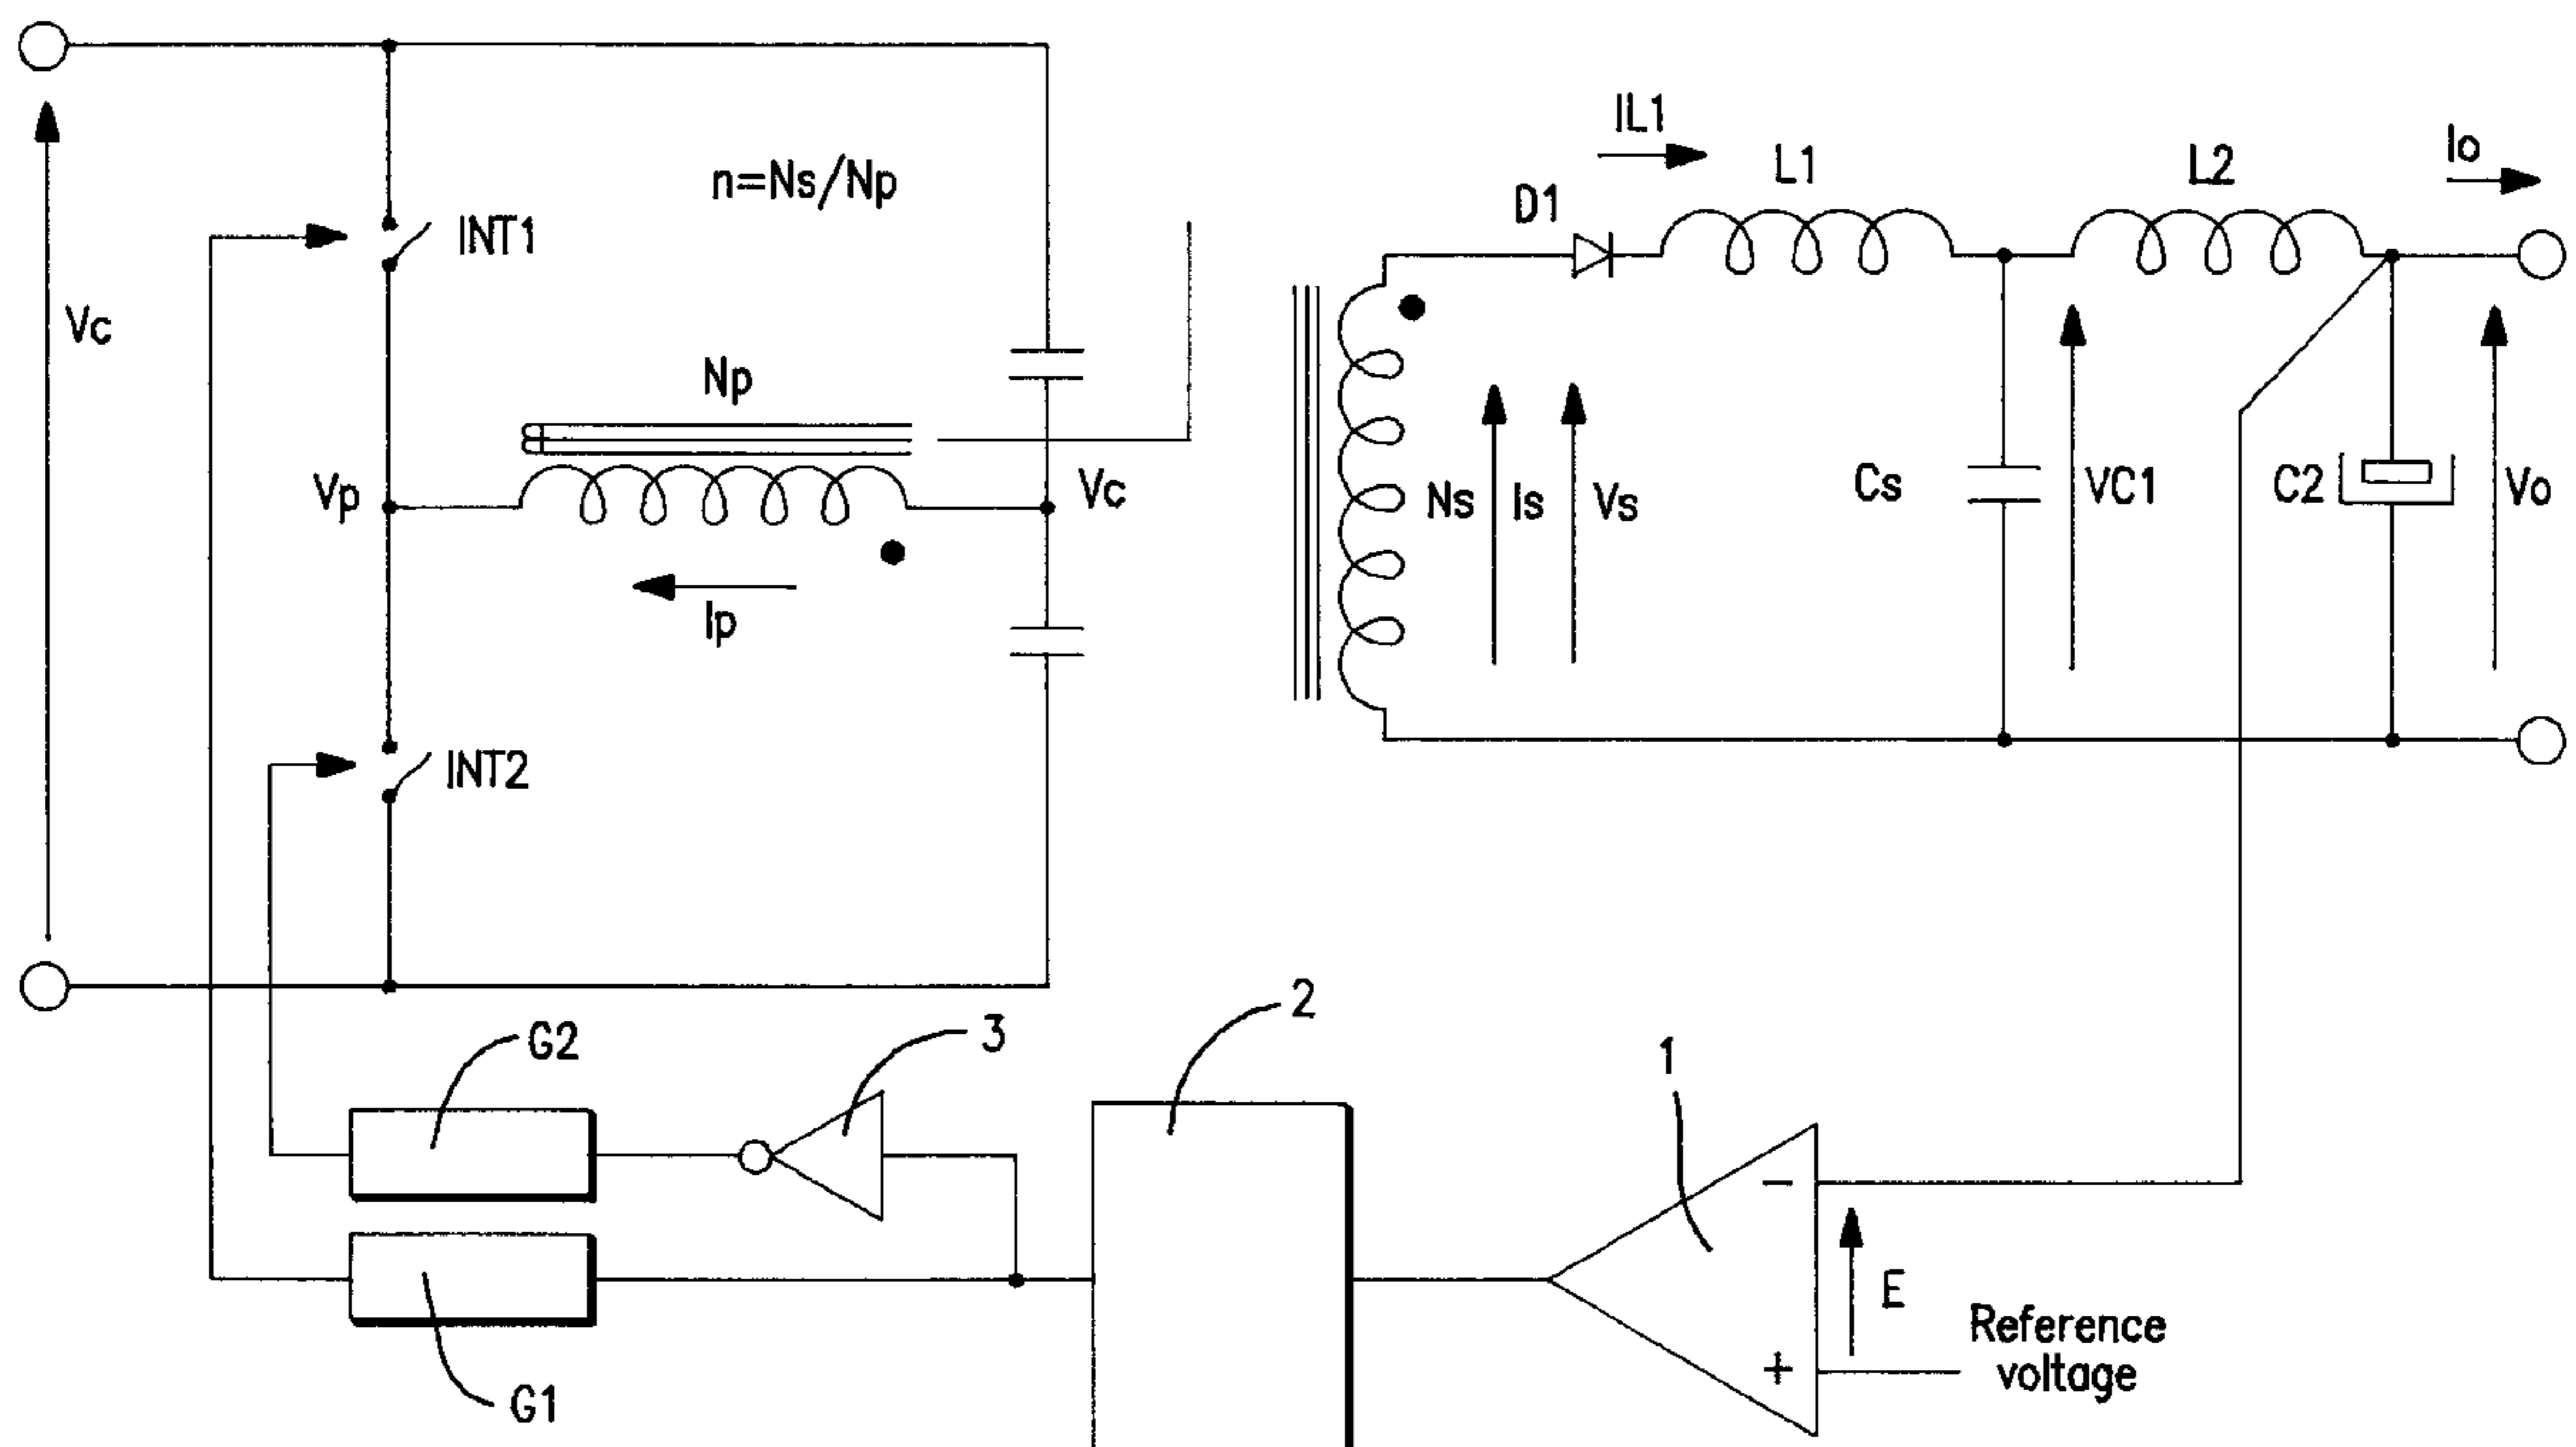 IL1
L1
L2
Io
n=Ns/Np
D1
INT1
Vc
Np
Vp
Vc
Ns
Is
Vs
Cs
VC1
C2
Vo
Ip
INT2
2
G2
3
1
-
E
Reference
voltage
+
G1